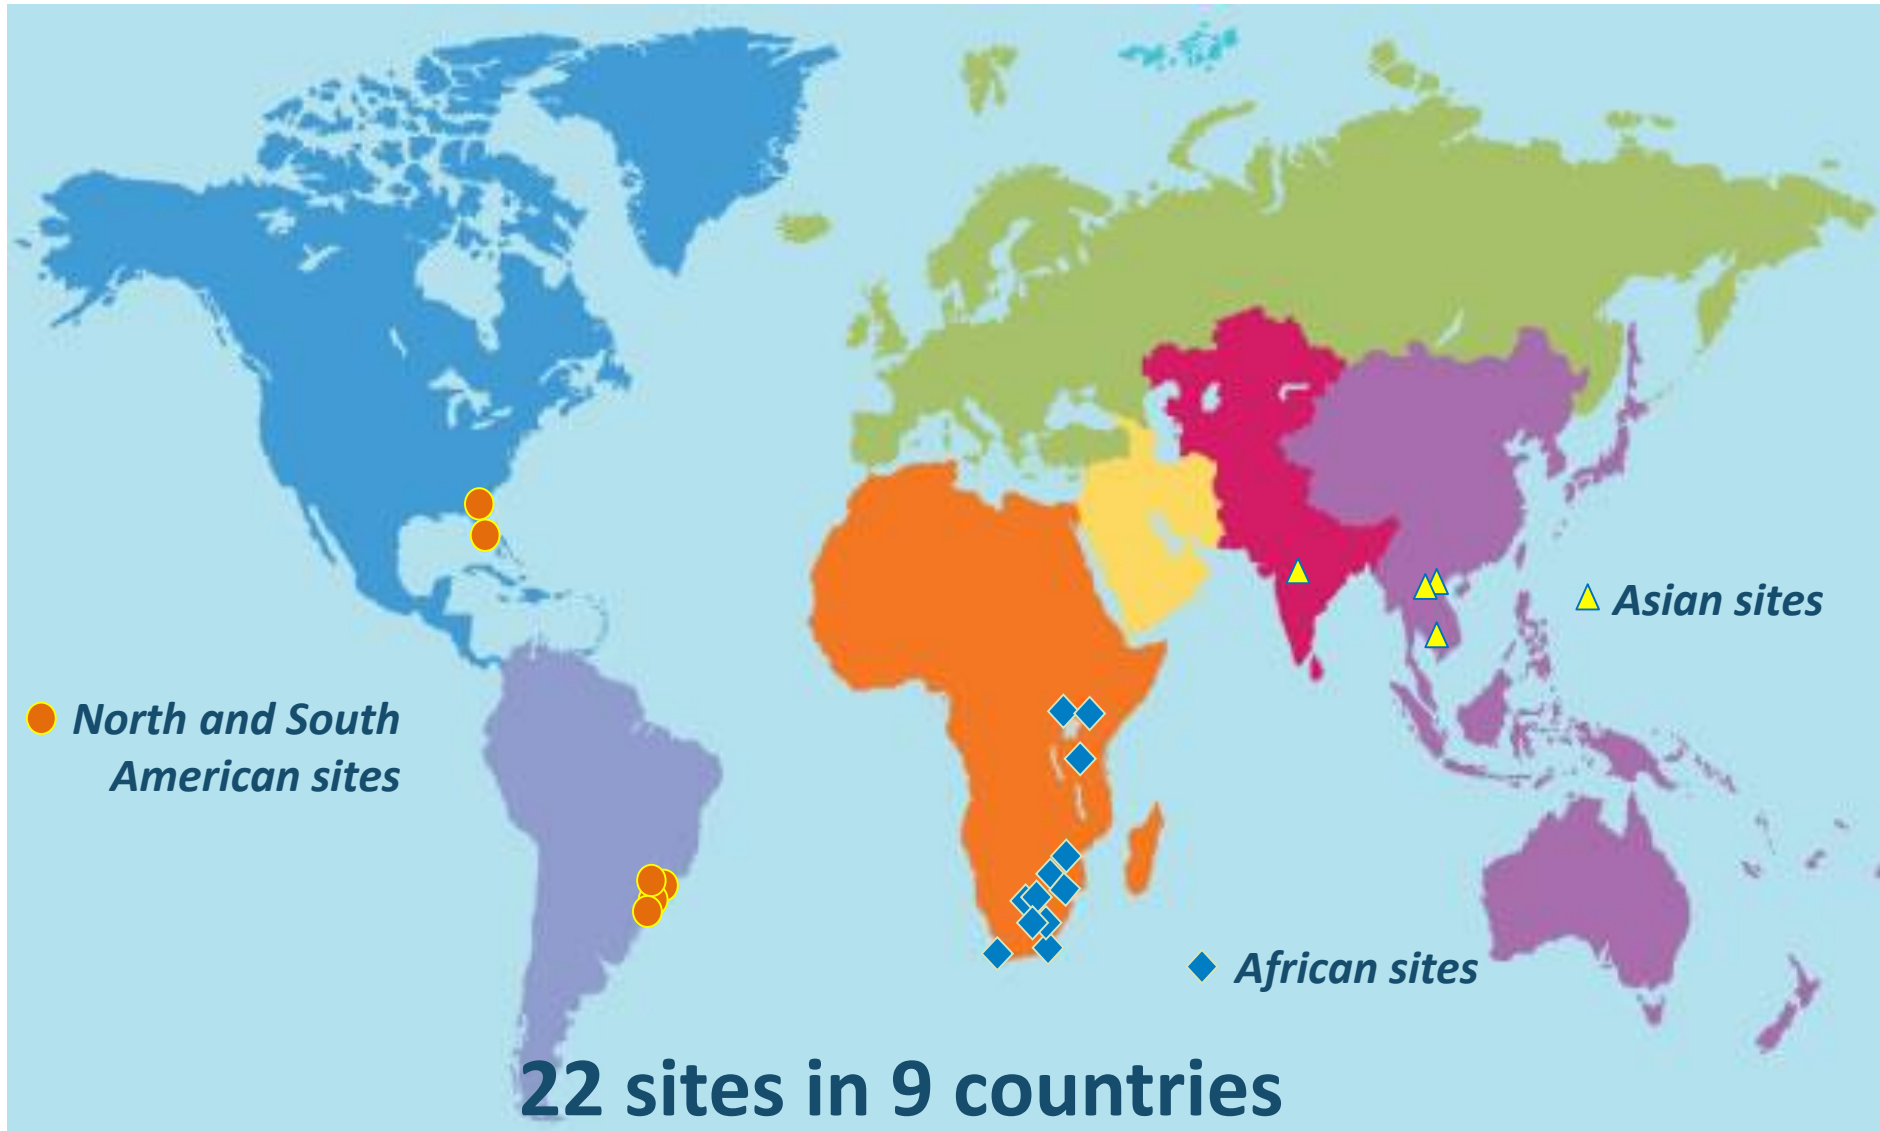 Asian sites
North and South
American sites
African sites
22 sites in 9 countries